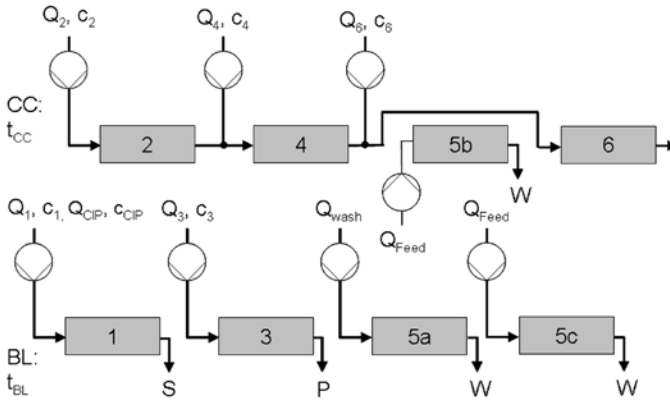 Q2, c2
Q4, c4
Q6, c6
CC:
tCC
2
4
5b
6
W
QFeed
Q1, c1, QCIP, cCIP
Q3, c3
Qwash
QFeed
1
3
5a
5c
BL:
tBL
S
P
W
W